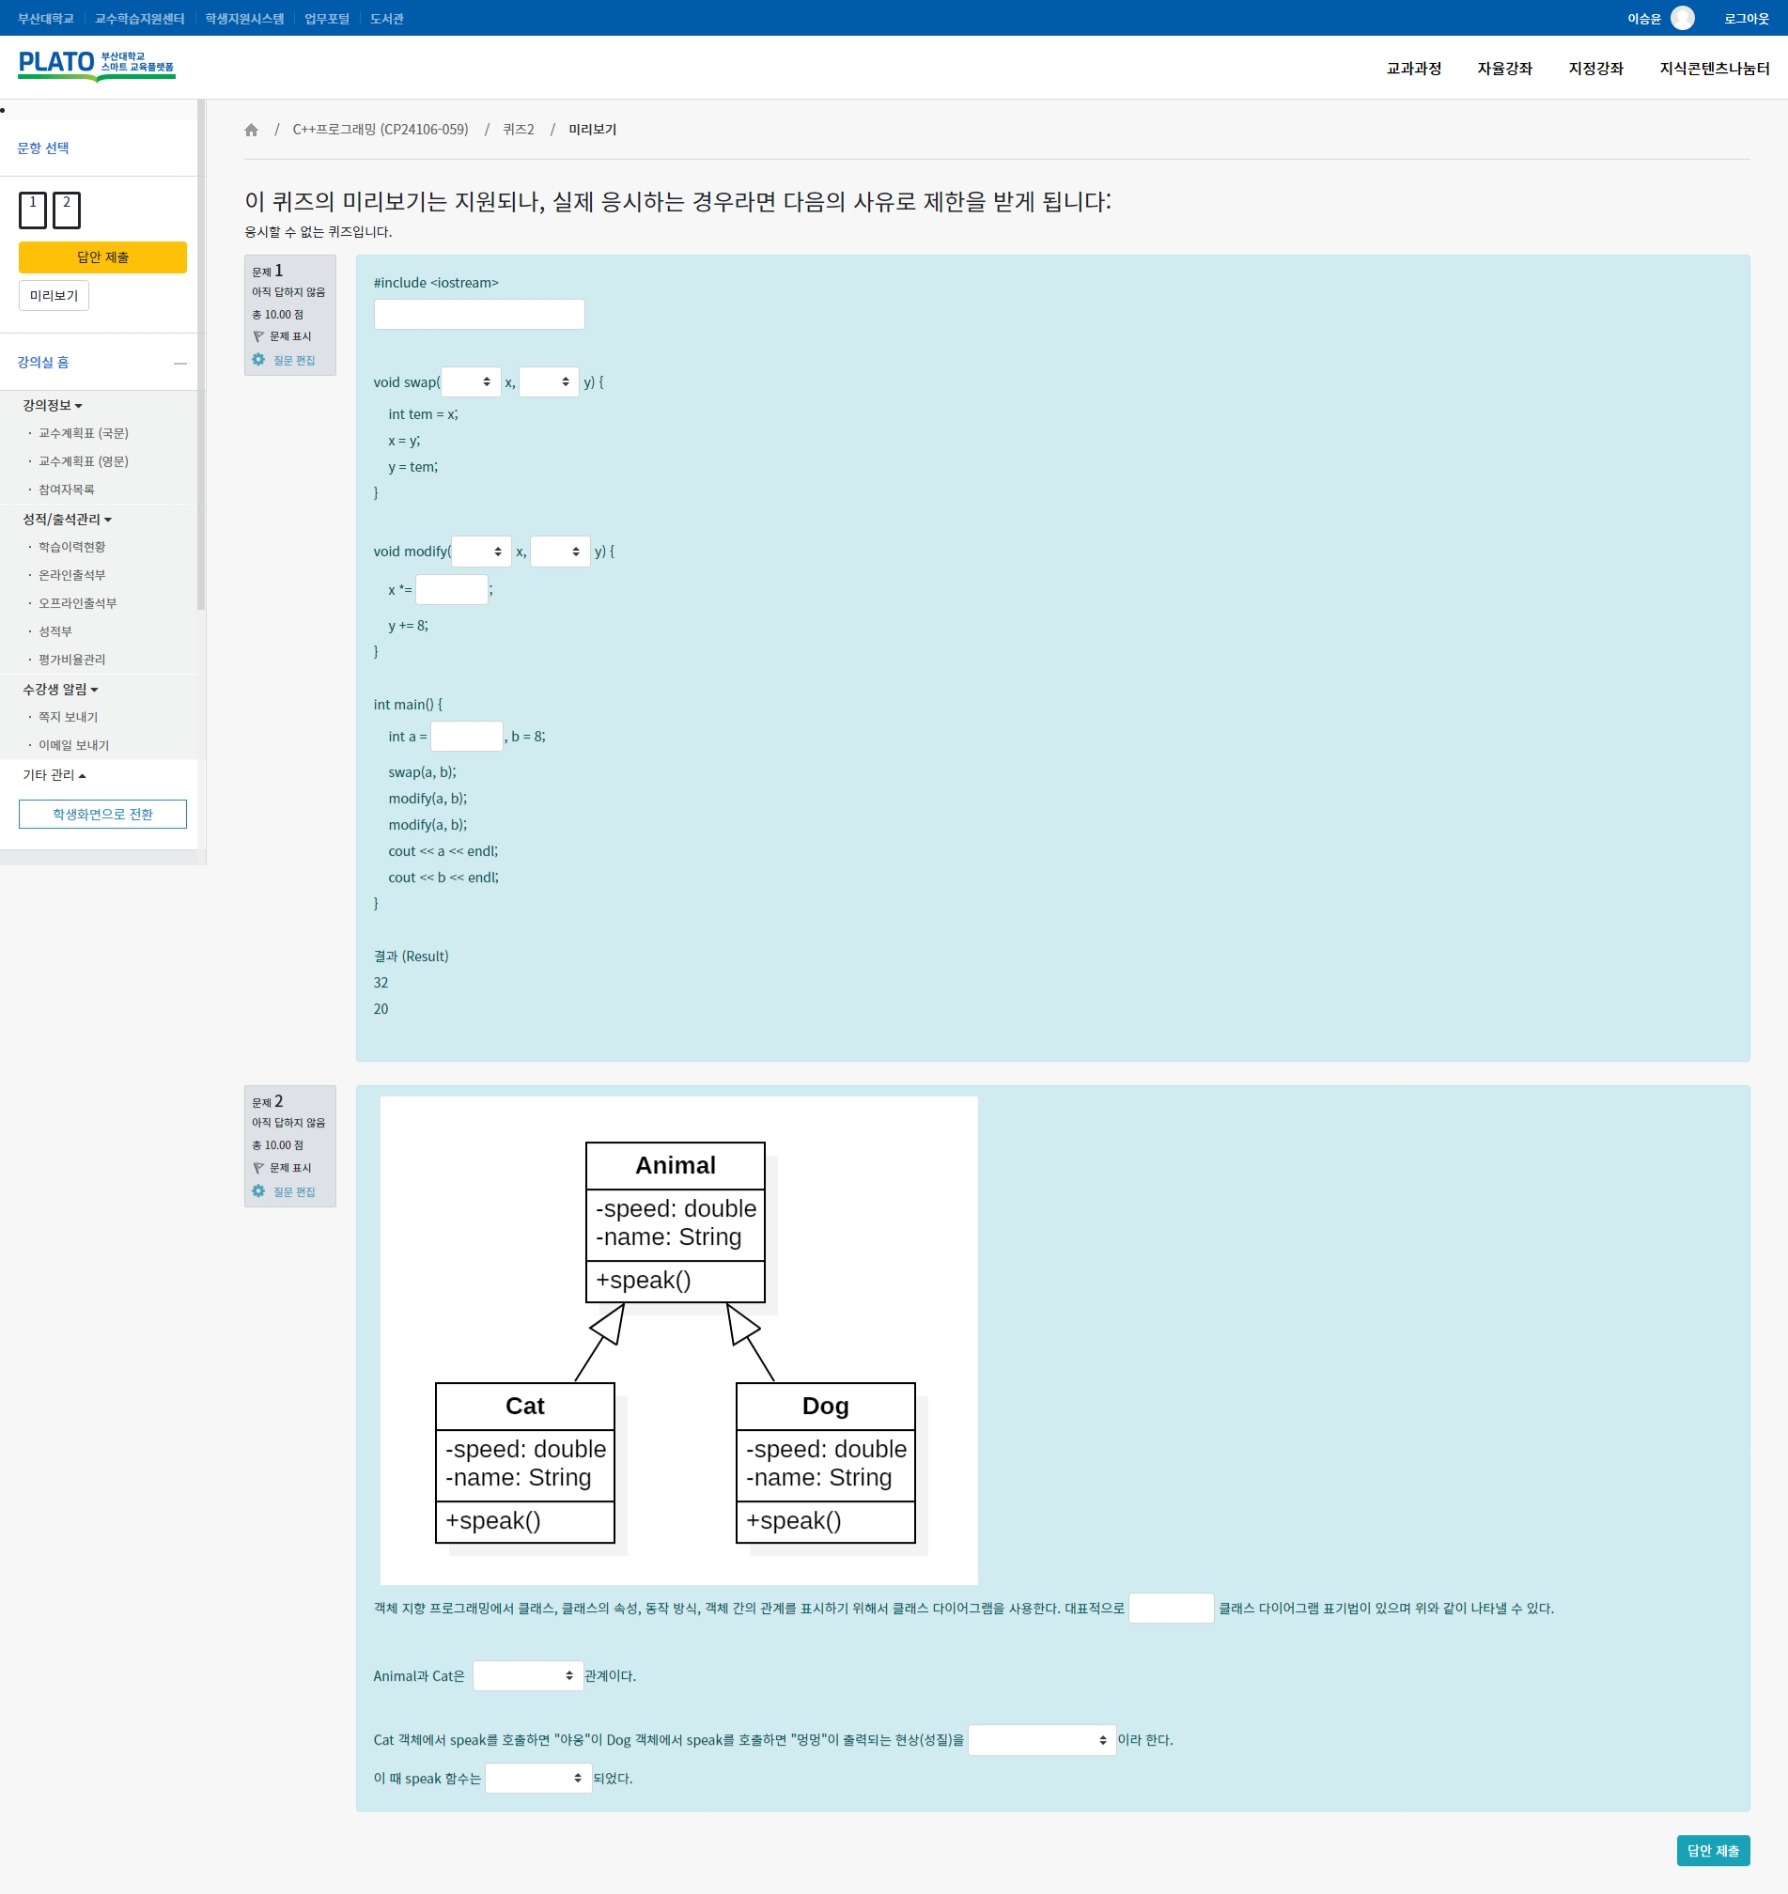 부산대학교 교수학습지원센터 학생지원시스템 업무포털 도서관 이승윤 로그아웃
PLATO 부산대학교 스마트 교육플랫폼
교과과정 자율강좌 지정강좌 지식콘텐츠나눔터
문항 선택
1 2
답안 제출
미리보기
강의실 홈
강의정보
· 교수계획표 (국문)
· 교수계획표 (영문)
· 참여자목록
성적/출석관리
· 학습이력현황
· 온라인출석부
· 오프라인출석부
· 성적부
· 평가비율관리
수강생 알림
· 쪽지 보내기
· 이메일 보내기
기타 관리
학생화면으로 전환
/ C++프로그래밍 (CP24106-059) / 퀴즈2 / 미리보기
이 퀴즈의 미리보기는 지원되나, 실제 응시하는 경우라면 다음의 사유로 제한을 받게 됩니다:
응시할 수 없는 퀴즈입니다.
문제 1
아직 답하지 않음
총 10.00 점
문제 표시
질문 편집
#include <iostream>
void swap( x, y) {
int tem = x;
x = y;
y = tem;
}
void modify( x, y) {
x *= ;
y += 8;
}
int main() {
int a = , b = 8;
swap(a, b);
modify(a, b);
modify(a, b);
cout << a << endl;
cout << b << endl;
}
결과 (Result)
32
20
문제 2
아직 답하지 않음
총 10.00 점
문제 표시
질문 편집
Animal
-speed: double
-name: String
+speak()
Cat
-speed: double
-name: String
+speak()
Dog
-speed: double
-name: String
+speak()
객체 지향 프로그래밍에서 클래스, 클래스의 속성, 동작 방식, 객체 간의 관계를 표시하기 위해서 클래스 다이어그램을 사용한다. 대표적으로 클래스 다이어그램 표기법이 있으며 위와 같이 나타낼 수 있다.
Animal과 Cat은 관계이다.
Cat 객체에서 speak를 호출하면 "야옹"이 Dog 객체에서 speak를 호출하면 "멍멍"이 출력되는 현상(성질)을 이라 한다.
이 때 speak 함수는 되었다.
답안 제출